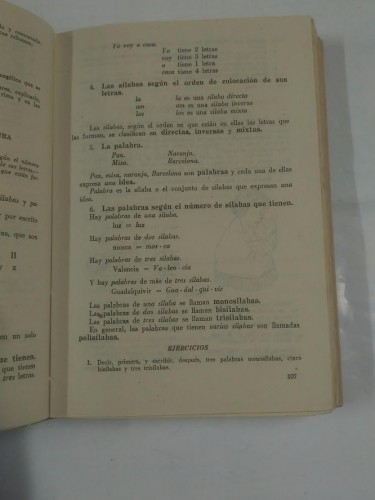 Yo voy a casa.
Yo tiene 2 letras
voy tiene 3 letras
a tiene 1 letra
casa tiene 4 letras
4. Las sílabas según el orden de colocación de sus
letras.
la la es una sílaba directa
an an es una sílaba inversa
las las es una sílaba mixta
Las sílabas, según el orden en que están en ellas las letras que
las forman, se clasifican en directas, inversas y mixtas.
5. La palabra.
Pan. Naranja.
Misa. Barcelona.
Pan, misa, naranja, Barcelona son palabras y cada una de ellas
expresa una idea.
Palabra es la sílaba o el conjunto de sílabas que expresan una
idea.
6. Las palabras según el número de sílabas que tienen.
Hay palabras de una sílaba.
luz = luz
Hay palabras de dos sílabas.
mosca = mos-ca
Hay palabras de tres sílabas.
Valencia = Va-len-cia
Y hay palabras de más de tres sílabas.
Guadalquivir = Gua-dal-qui-vir
Las palabras de una sílaba se llaman monosílabas.
Las palabras de dos sílabas se llaman bisílabas.
Las palabras de tres sílabas se llaman trisílabas.
En general, las palabras que tienen varias sílabas son llamadas
polisílabas.
EJERCICIOS
1. Decir, primero, y escribir, después, tres palabras monosílabas, cinco
bisílabas y tres trisílabas.